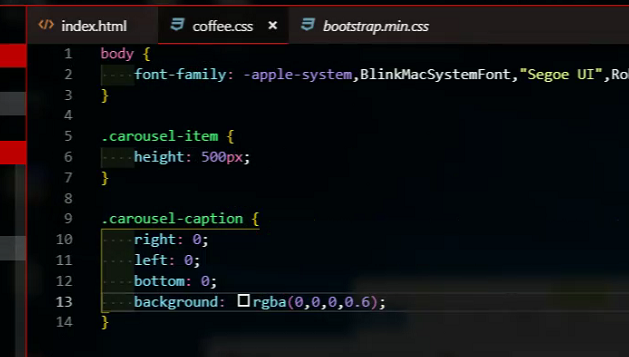 index.html coffee.css × bootstrap.min.css
1 body {
2 font-family: -apple-system,BlinkMacSystemFont,"Segoe UI",
3 }
4
5 .carousel-item {
6 height: 500px;
7 }
8
9 .carousel-caption {
10 right: 0;
11 left: 0;
12 bottom: 0;
13 background: rgba(0,0,0,0.6);
14 }